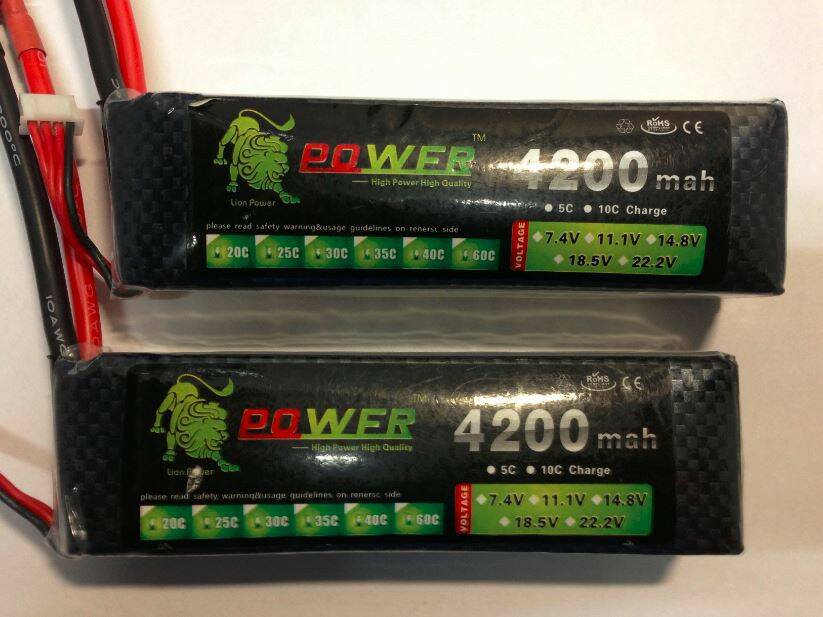 RoHS CE
POWER TM
4200 mah
High Power High Quality
Lion Power
5C 10C Charge
please read safety warning&usage guidelines on renersc side
20C 25C 30C 35C 40C 60C
VOLTAGE
7.4V 11.1V 14.8V
18.5V 22.2V
10AWG
RoHS CE
POWER TM
4200 mah
High Power High Quality
Lion Power
5C 10C Charge
please read safety, warning&usage guidelines on renersc side
20C 25C 30C 35C 40C 60C
VOLTAGE
7.4V 11.1V 14.8V
18.5V 22.2V